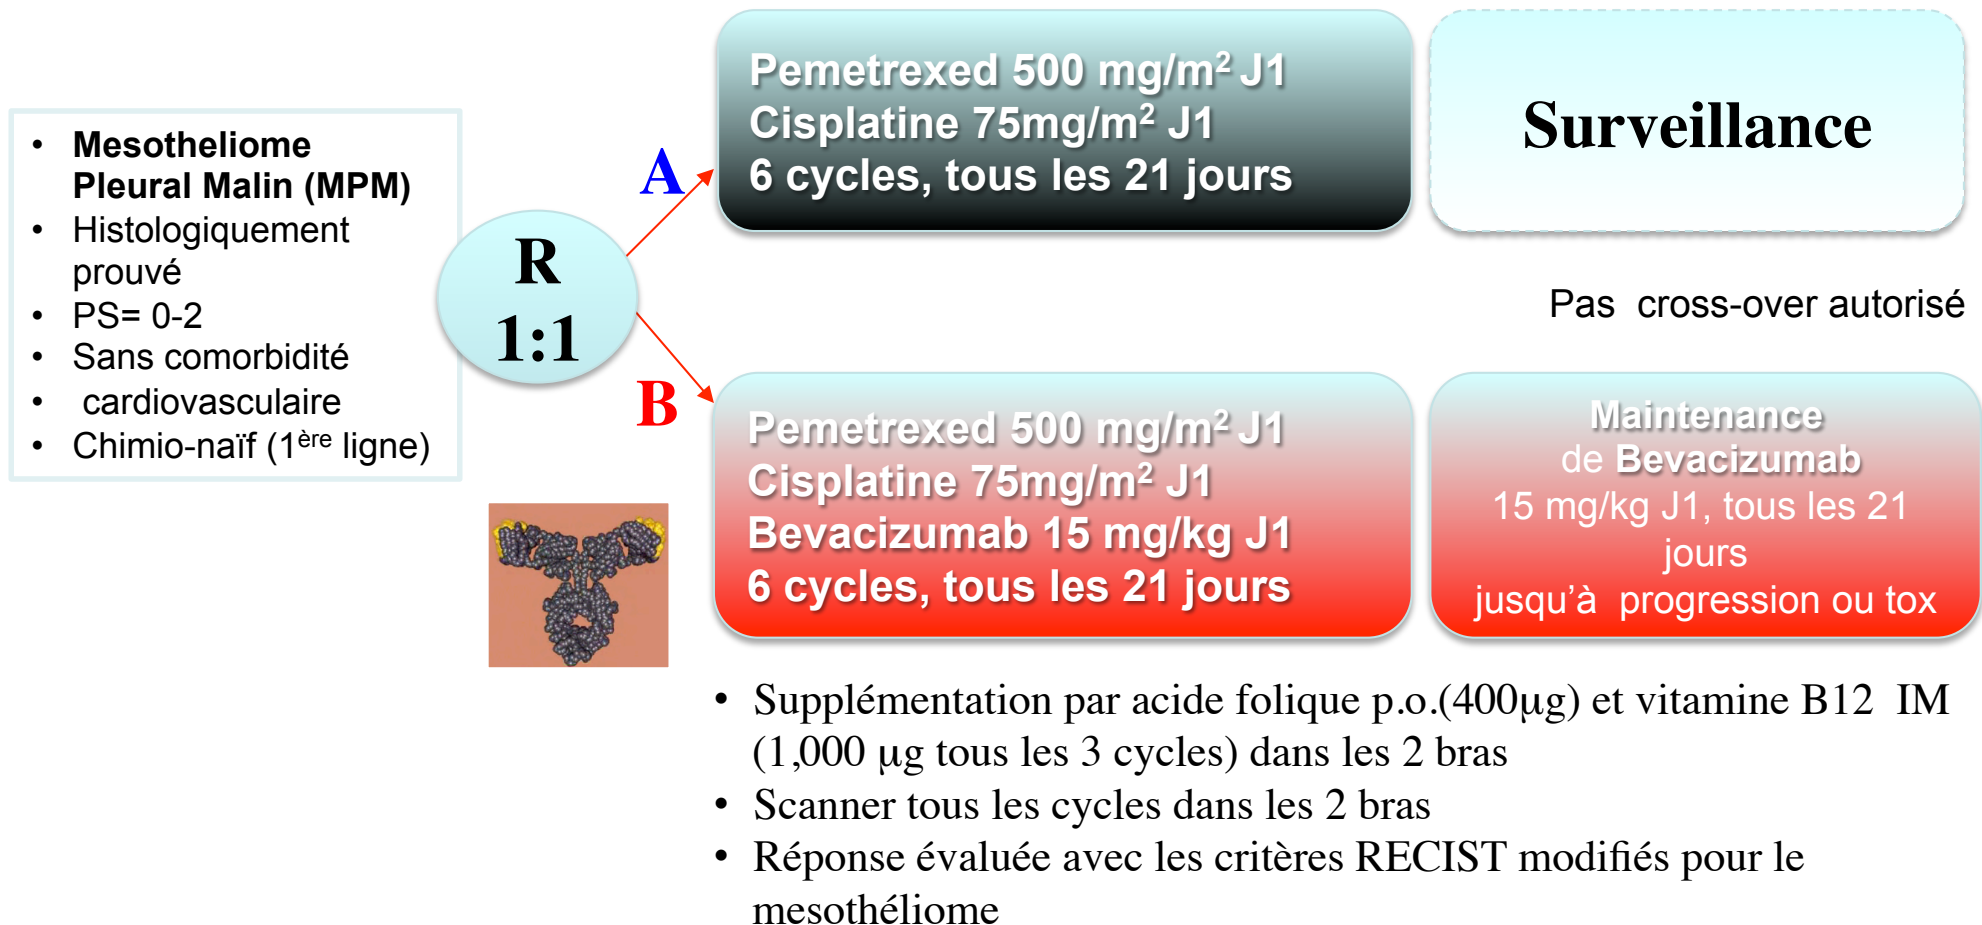 • Mesotheliome
Pleural Malin (MPM)
• Histologiquement
prouvé
• PS= 0-2
• Sans comorbidité
• cardiovasculaire
• Chimio-naïf (1ère ligne)
R
1:1
A
Pemetrexed 500 mg/m² J1
Cisplatine 75mg/m² J1
6 cycles, tous les 21 jours
Surveillance
Pas cross-over autorisé
B
Pemetrexed 500 mg/m² J1
Cisplatine 75mg/m² J1
Bevacizumab 15 mg/kg J1
6 cycles, tous les 21 jours
Maintenance
de Bevacizumab
15 mg/kg J1, tous les 21
jours
jusqu’à progression ou tox
• Supplémentation par acide folique p.o.(400µg) et vitamine B12 IM
(1,000 µg tous les 3 cycles) dans les 2 bras
• Scanner tous les cycles dans les 2 bras
• Réponse évaluée avec les critères RECIST modifiés pour le
mesothéliome